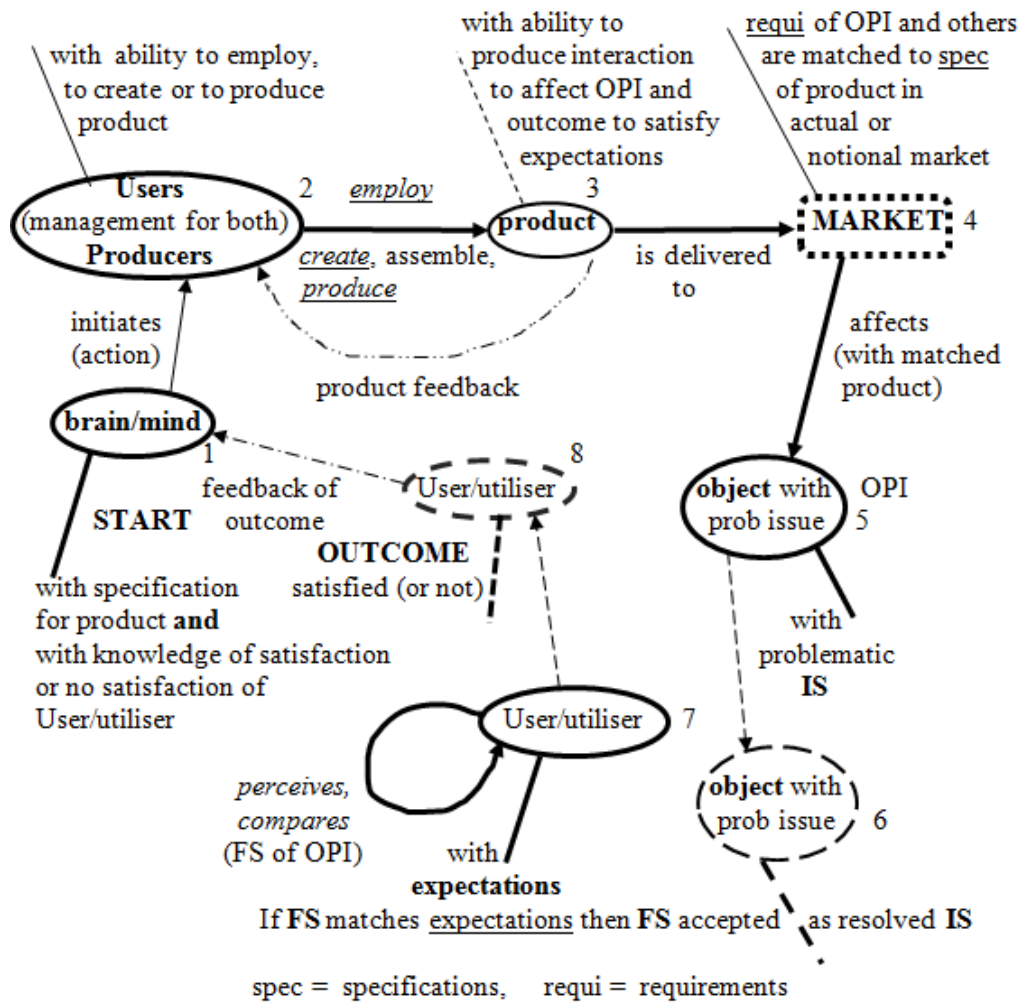 with ability to employ,
to create or to produce
product
with ability to
produce interaction
to affect OPI and
outcome to satisfy
expectations
requi of OPI and others
are matched to spec
of product in
actual or
notional market
Users
(management for both)
Producers
2
employ
create, assemble,
produce
3
product
is delivered
to
MARKET
4
initiates
(action)
product feedback
affects
(with matched
product)
brain/mind
1
START
feedback of
outcome
8
User/utiliser
OUTCOME
satisfied (or not)
object with
prob issue
OPI
5
with specification
for product and
with knowledge of satisfaction
or no satisfaction of
User/utiliser
with
problematic
IS
User/utiliser
7
perceives,
compares
(FS of OPI)
object with
prob issue
6
with
expectations
If FS matches expectations then FS accepted as resolved IS
spec = specifications, requi = requirements